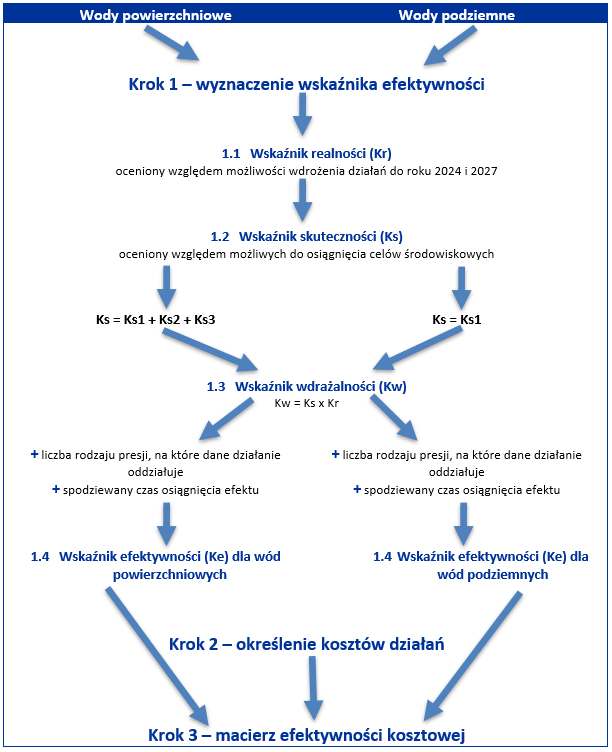 Wody powierzchniowe
Wody podziemne
Krok 1 – wyznaczenie wskaźnika efektywności
1.1 Wskaźnik realności (Kr)
oceniony względem możliwości wdrożenia działań do roku 2024 i 2027
1.2 Wskaźnik skuteczności (Ks)
oceniony względem możliwych do osiągnięcia celów środowiskowych
Ks = Ks1 + Ks2 + Ks3
Ks = Ks1
1.3 Wskaźnik wdrażalności (Kw)
Kw = Ks x Kr
+ liczba rodzaju presji, na które dane działanie
oddziałuje
+ spodziewany czas osiągnięcia efektu
+ liczba rodzaju presji, na które dane działanie
oddziałuje
+ spodziewany czas osiągnięcia efektu
1.4 Wskaźnik efektywności (Ke) dla wód
powierzchniowych
1.4 Wskaźnik efektywności (Ke) dla
wód podziemnych
Krok 2 – określenie kosztów działań
Krok 3 – macierz efektywności kosztowej